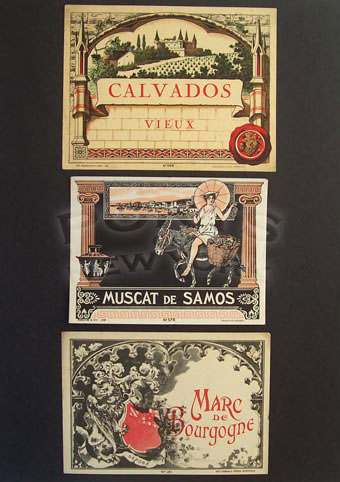 CALVADOS
VIEUX
MUSCAT DE SAMOS
MARC
de
Bourgogne